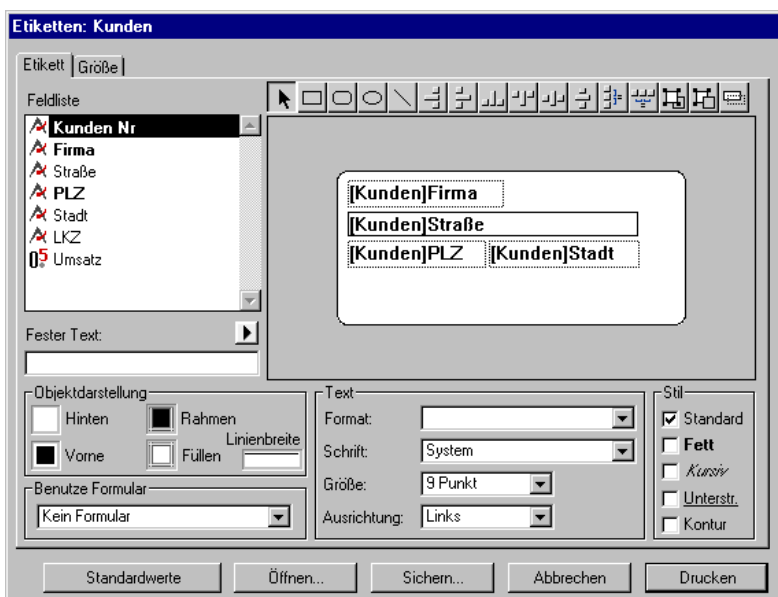 Etiketten: Kunden
Etikett Größe
Feldliste
Kunden Nr
Firma
Straße
PLZ
Stadt
LKZ
Umsatz
[Kunden]Firma
[Kunden]Straße
[Kunden]PLZ [Kunden]Stadt
Fester Text:
Objektdarstellung
Hinten Rahmen
Linienbreite
Vorne Füllen
Benutze Formular
Kein Formular
Text
Format:
Schrift: System
Größe: 9 Punkt
Ausrichtung: Links
Stil
Standard
Fett
Kursiv
Unterstr.
Kontur
Standardwerte Öffnen... Sichern... Abbrechen Drucken